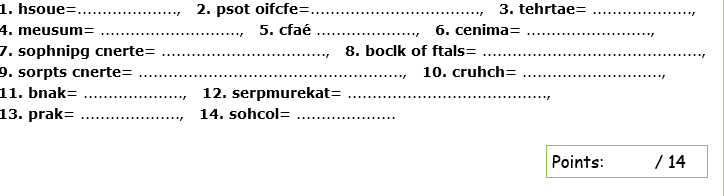 1. hsoue=...................., 2. psot oifcfe=.................................., 3. tehrtae= ....................,
4. meusum= ............................, 5. cfaé ...................., 6. cenima= .........................,
7. sophnipg cnerte= ................................., 8. boclk of ftals= ............................................,
9. sorpts cnerte= ....................................................., 10. cruhch= ............................,
11. bnak= ...................., 12. serpmurekat= ........................................,
13. prak= ...................., 14. sohcol= ....................
Points: / 14